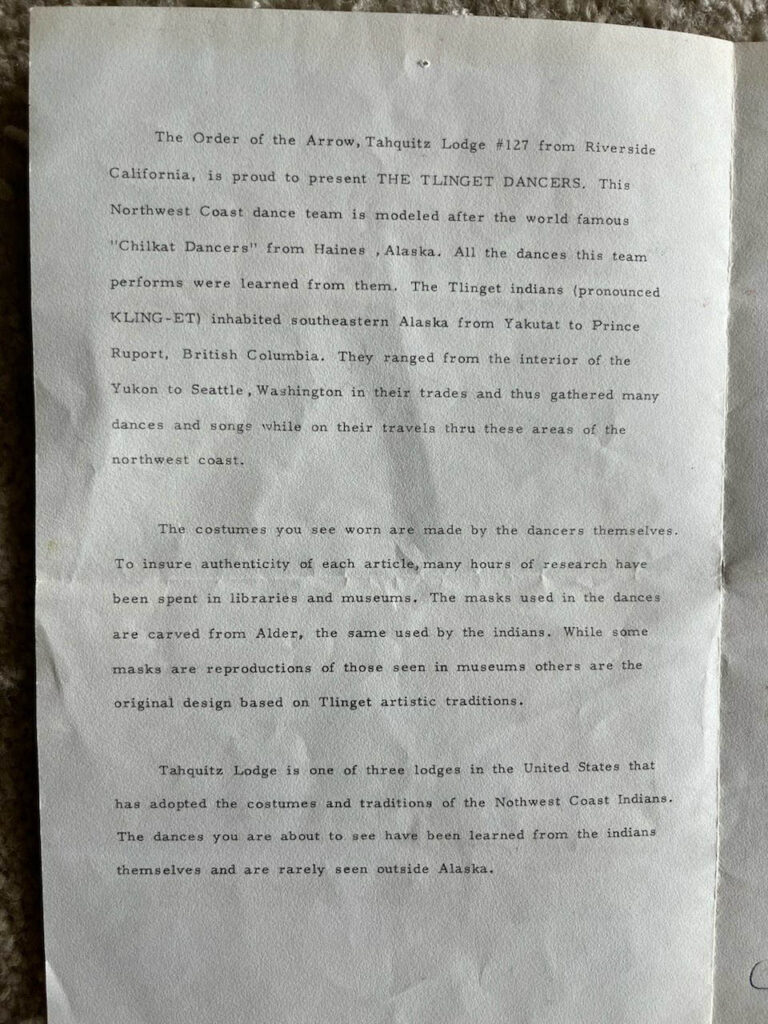 The Order of the Arrow, Tahquitz Lodge #127 from Riverside
California, is proud to present THE TLINGET DANCERS. This
Northwest Coast dance team is modeled after the world famous
"Chilkat Dancers" from Haines , Alaska. All the dances this team
performs were learned from them. The Tlinget indians (pronounced
KLING-ET) inhabited southeastern Alaska from Yakutat to Prince
Ruport, British Columbia. They ranged from the interior of the
Yukon to Seattle , Washington in their trades and thus gathered many
dances and songs while on their travels thru these areas of the
northwest coast.
The costumes you see worn are made by the dancers themselves.
To insure authenticity of each article, many hours of research have
been spent in libraries and museums. The masks used in the dances
are carved from Alder, the same used by the indians. While some
masks are reproductions of those seen in museums others are the
original design based on Tlinget artistic traditions.
Tahquitz Lodge is one of three lodges in the United States that
has adopted the costumes and traditions of the Nothwest Coast Indians.
The dances you are about to see have been learned from the indians
themselves and are rarely seen outside Alaska.